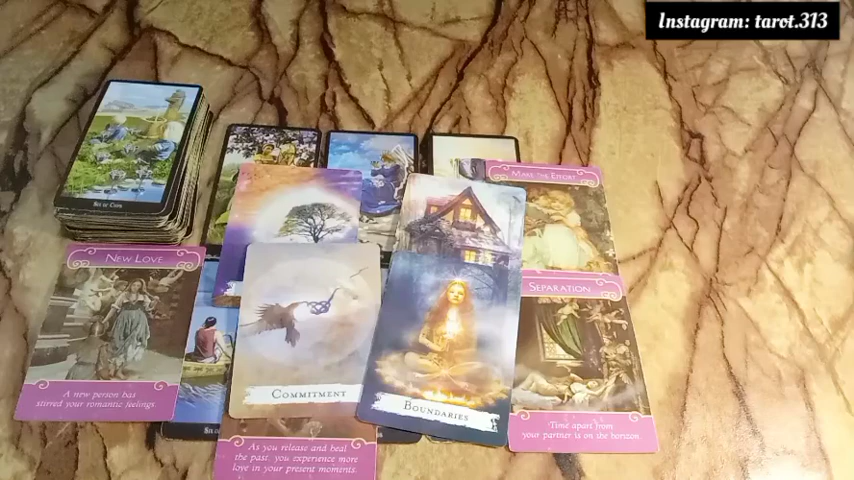 Instagram: tarot.313
Six of Cups
Make the Effort
New Love
A new person has
stirred your romantic feelings.
Separation
Time apart from
your partner is on the horizon.
Commitment
Boundaries
Six of
As you release and heal
the past, you experience more
love in your present moments.